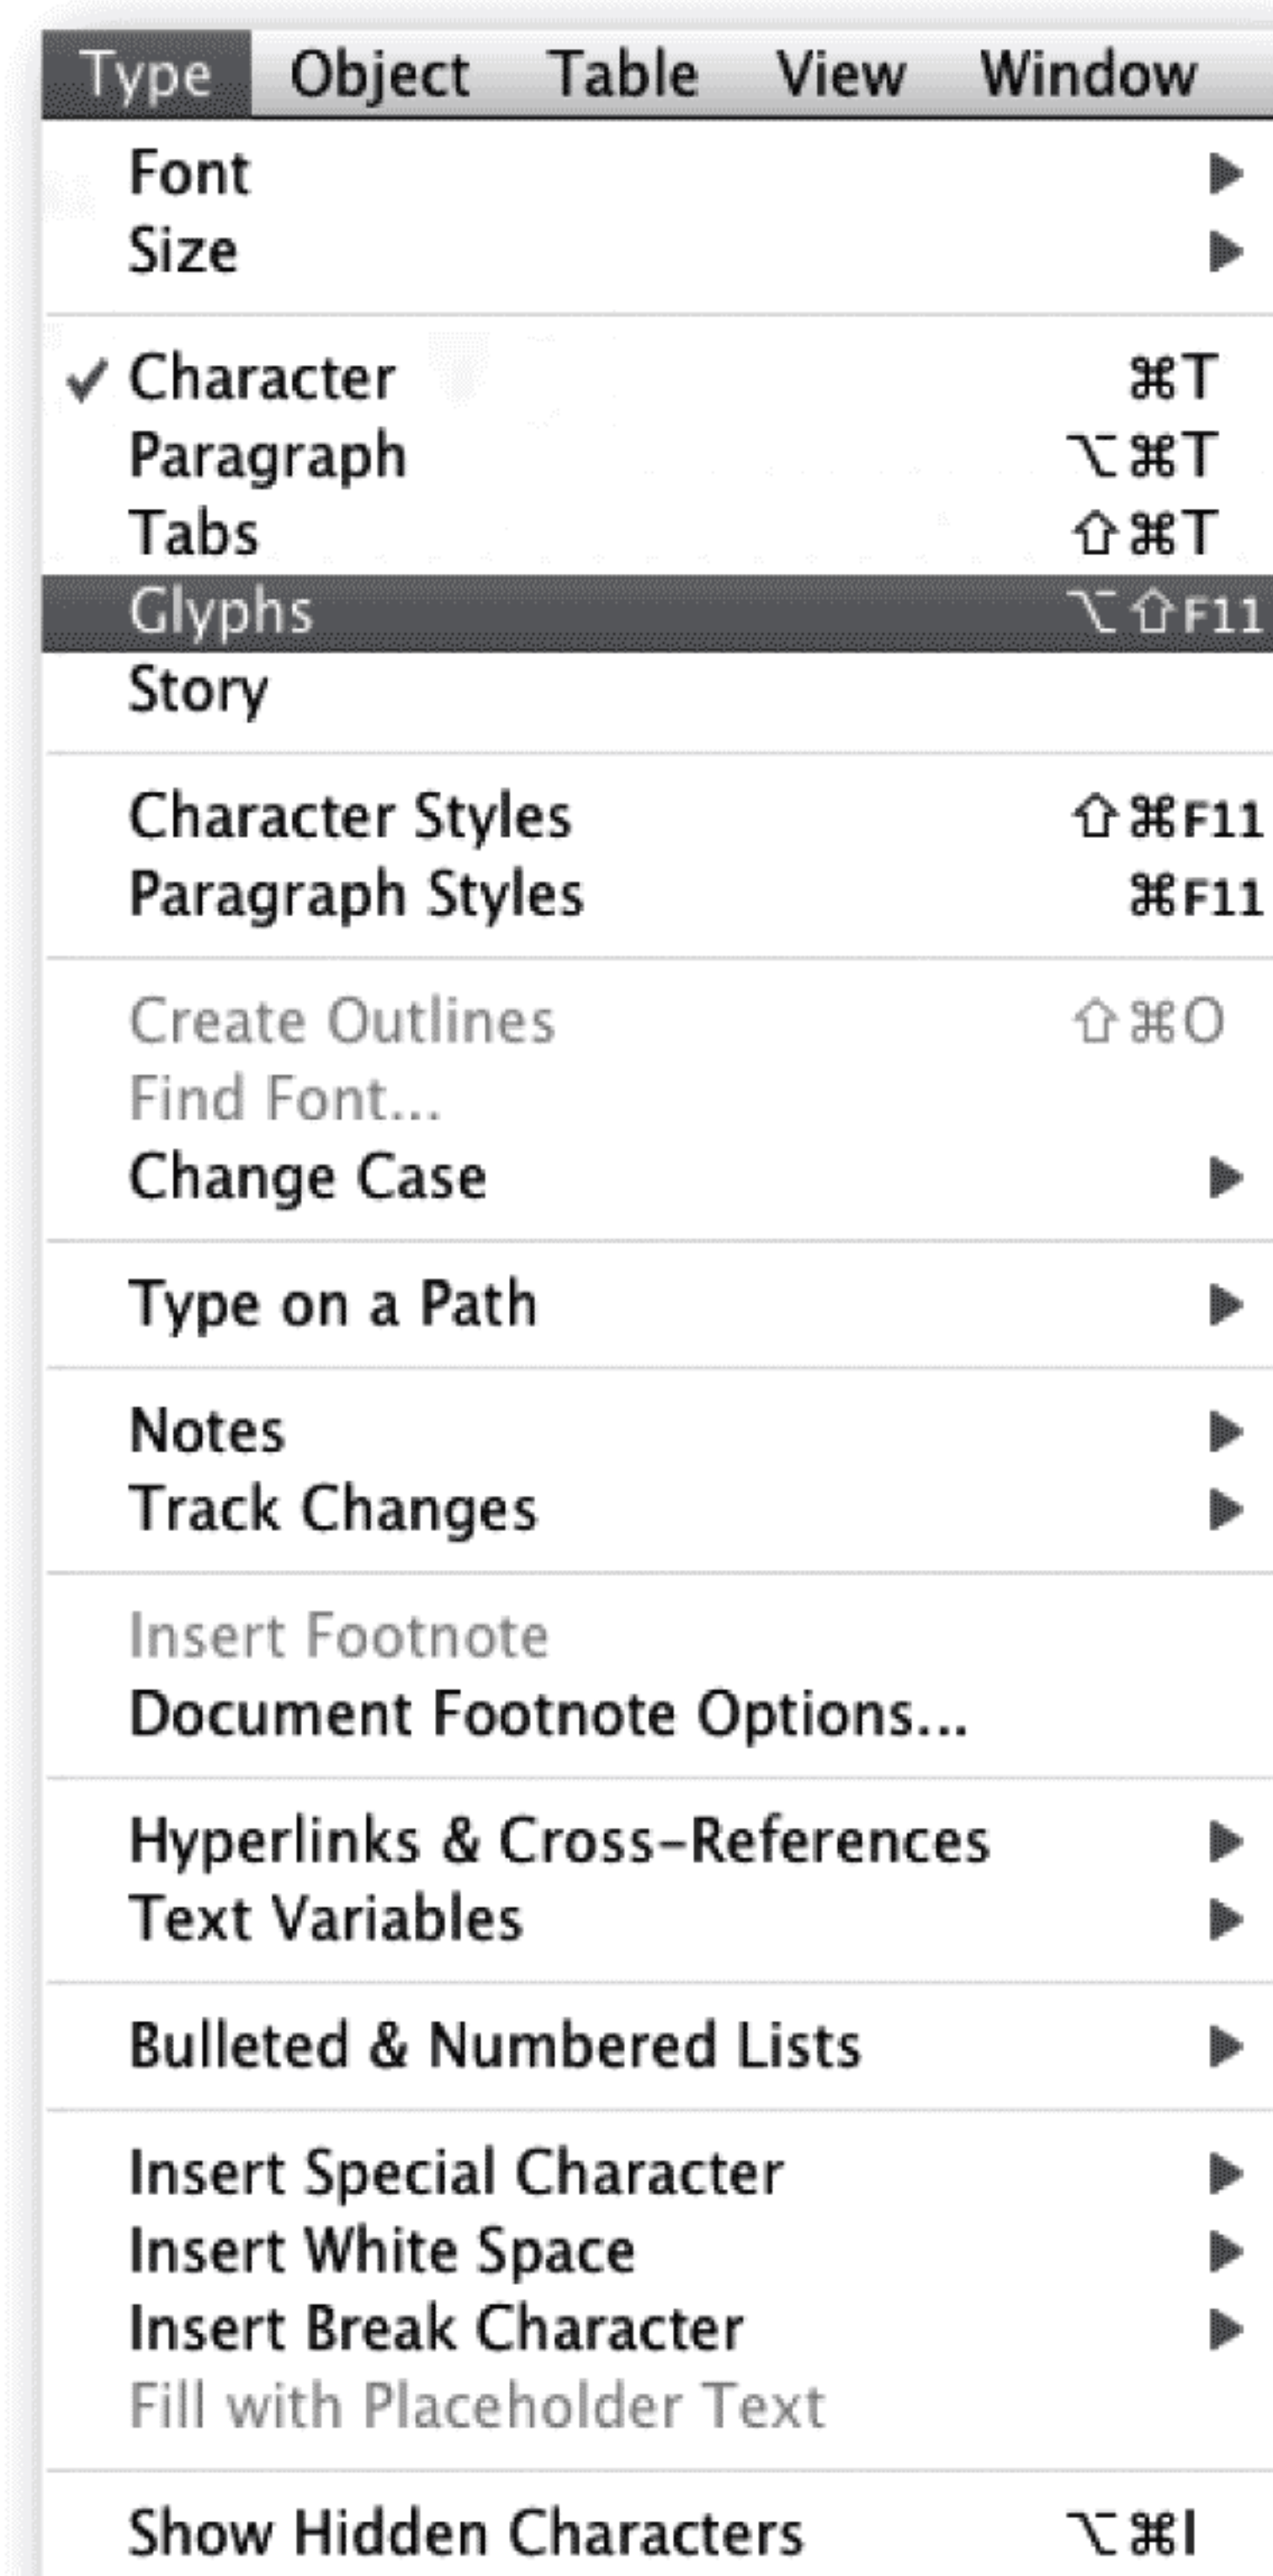 Type Object Table View Window
Font
Size
✓ Character ⌘T
Paragraph ⌥⌘T
Tabs ⇧⌘T
Glyphs ⌥⇧F11
Story
Character Styles ⇧⌘F11
Paragraph Styles ⌘F11
Create Outlines ⇧⌘O
Find Font...
Change Case
Type on a Path
Notes
Track Changes
Insert Footnote
Document Footnote Options...
Hyperlinks & Cross-References
Text Variables
Bulleted & Numbered Lists
Insert Special Character
Insert White Space
Insert Break Character
Fill with Placeholder Text
Show Hidden Characters ⌥⌘I